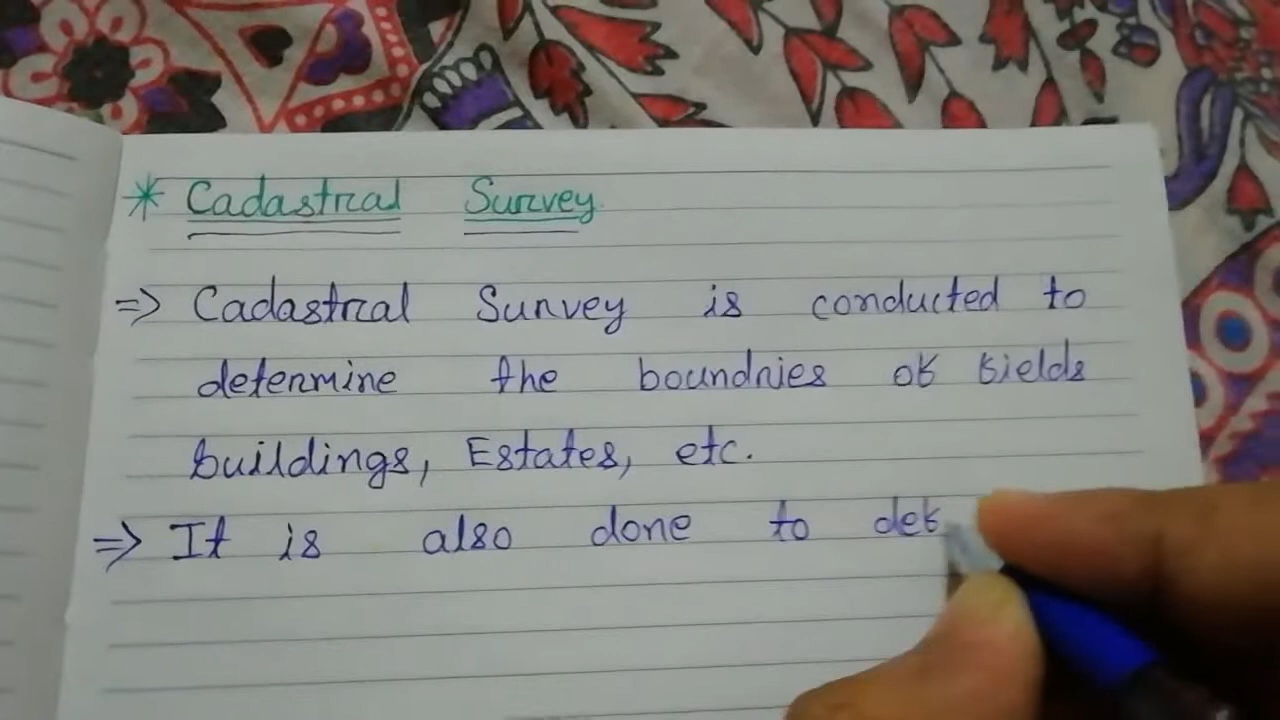 * Cadastral Survey
=> Cadastral Survey is conducted to
determine the boundries of fields
buildings, Estates, etc.
=> It is also done to def